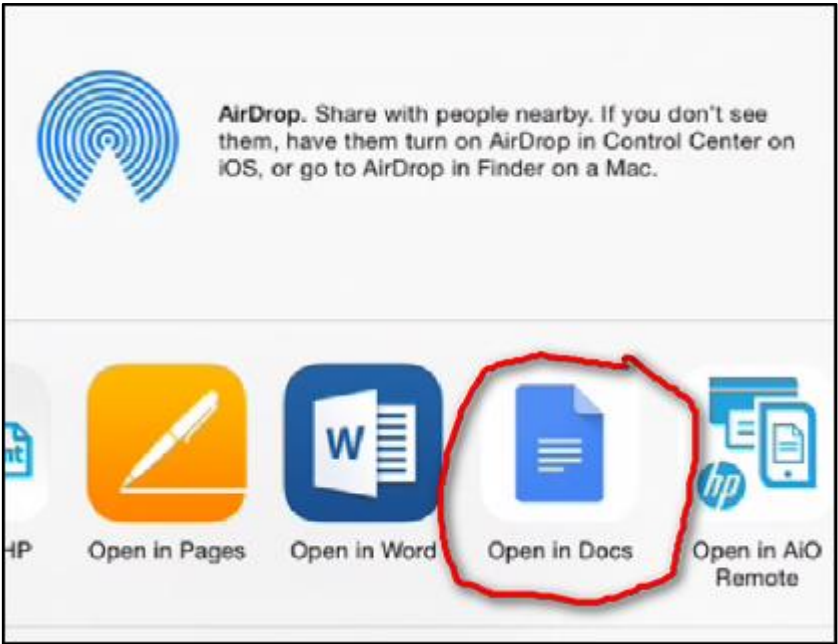 AirDrop. Share with people nearby. If you don't see
them, have them turn on AirDrop in Control Center on
iOS, or go to AirDrop in Finder on a Mac.
nt
W
hp
HP
Open in Pages
Open in Word
Open in Docs
Open in AiO
Remote